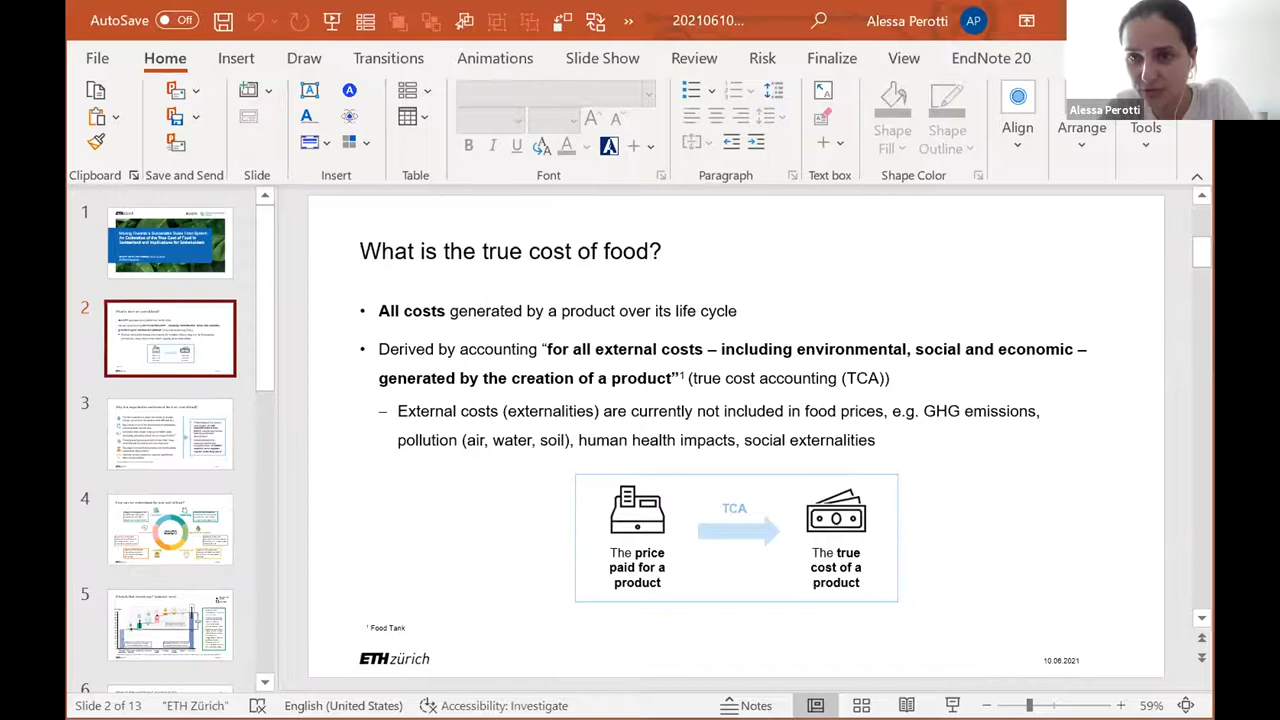 AutoSave Off 20210610... Alessa Perotti AP
File Home Insert Draw Transitions Animations Slide Show Review Risk Finalize View EndNote 20
Alessa Perotti
Shape Fill Shape Outline Align Arrange Tools
Clipboard Save and Send Slide Insert Table Font Paragraph Text box Shape Color
1
2
3
4
5
6
What is the true cost of food?
• All costs generated by a product over its life cycle
• Derived by accounting “for all external costs – including environmental, social and economic –
generated by the creation of a product”1 (true cost accounting (TCA))
– External costs (externalities) are currently not included in food prices, e.g. GHG emissions,
pollution (air, water, soil), human health impacts, social externalities
TCA
The price
paid for a
product
The true
cost of a
product
1 Food Tank
ETH zürich
10.06.2021
Slide 2 of 13 "ETH Zürich" English (United States) Accessibility: Investigate Notes 59%